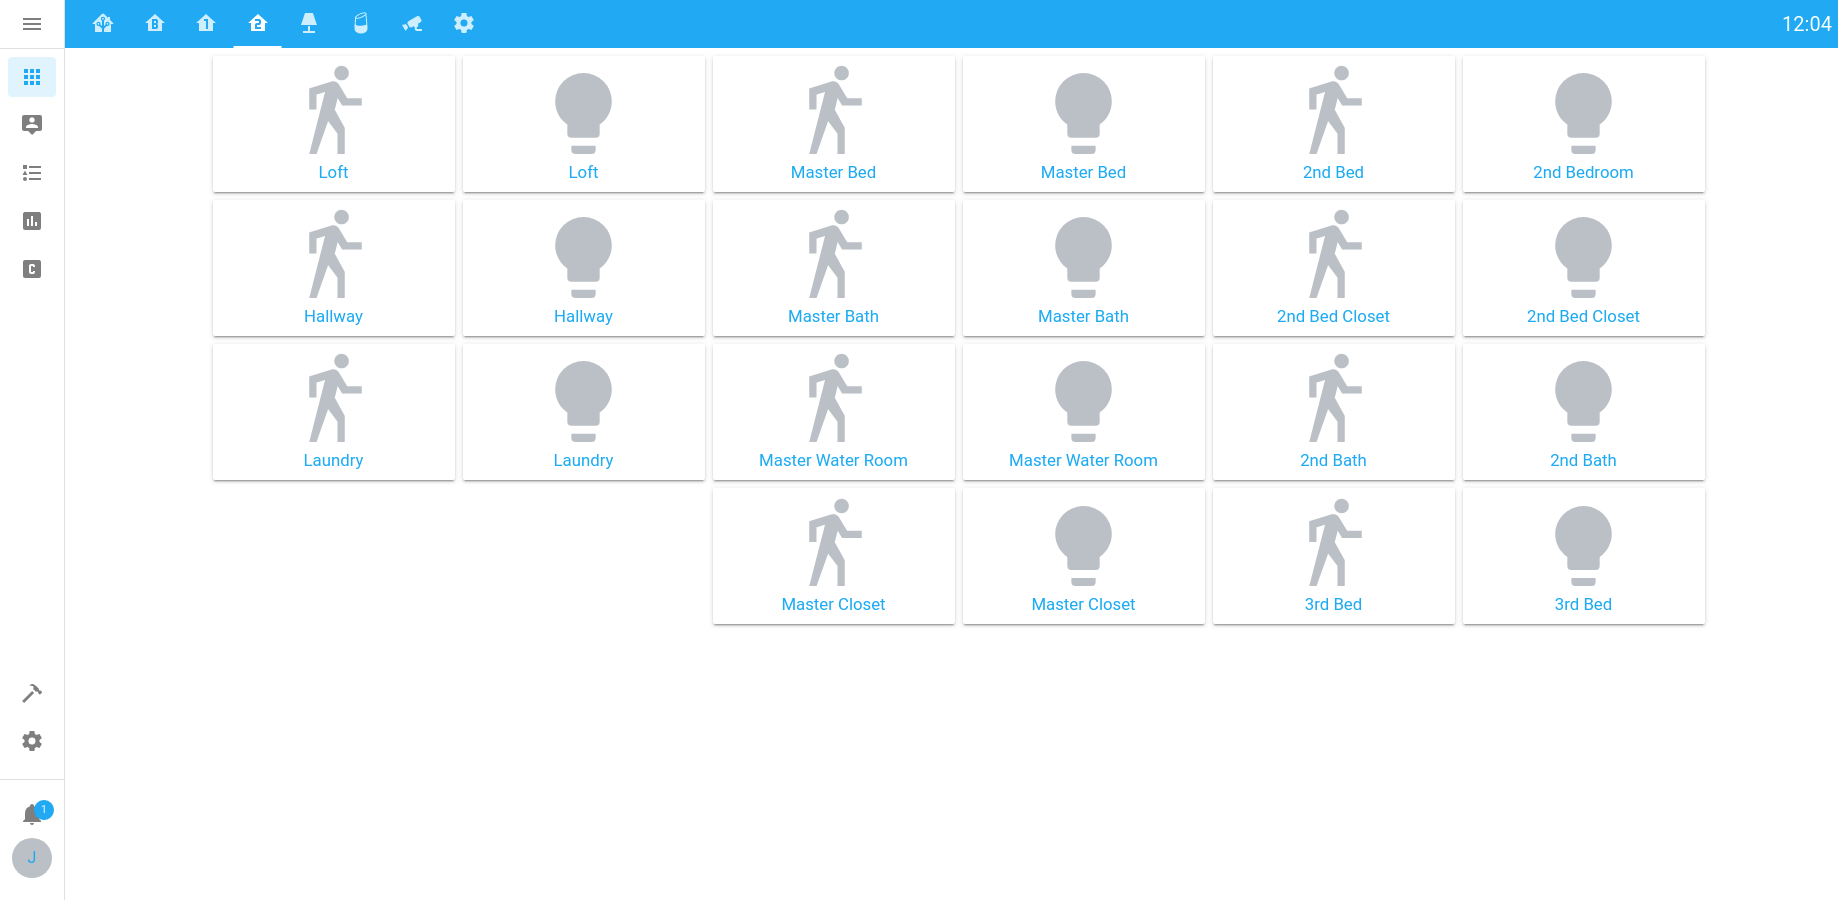 B 1 2 12:04
Loft Loft Master Bed Master Bed 2nd Bed 2nd Bedroom
Hallway Hallway Master Bath Master Bath 2nd Bed Closet 2nd Bed Closet
Laundry Laundry Master Water Room Master Water Room 2nd Bath 2nd Bath
Master Closet Master Closet 3rd Bed 3rd Bed
C
1
J